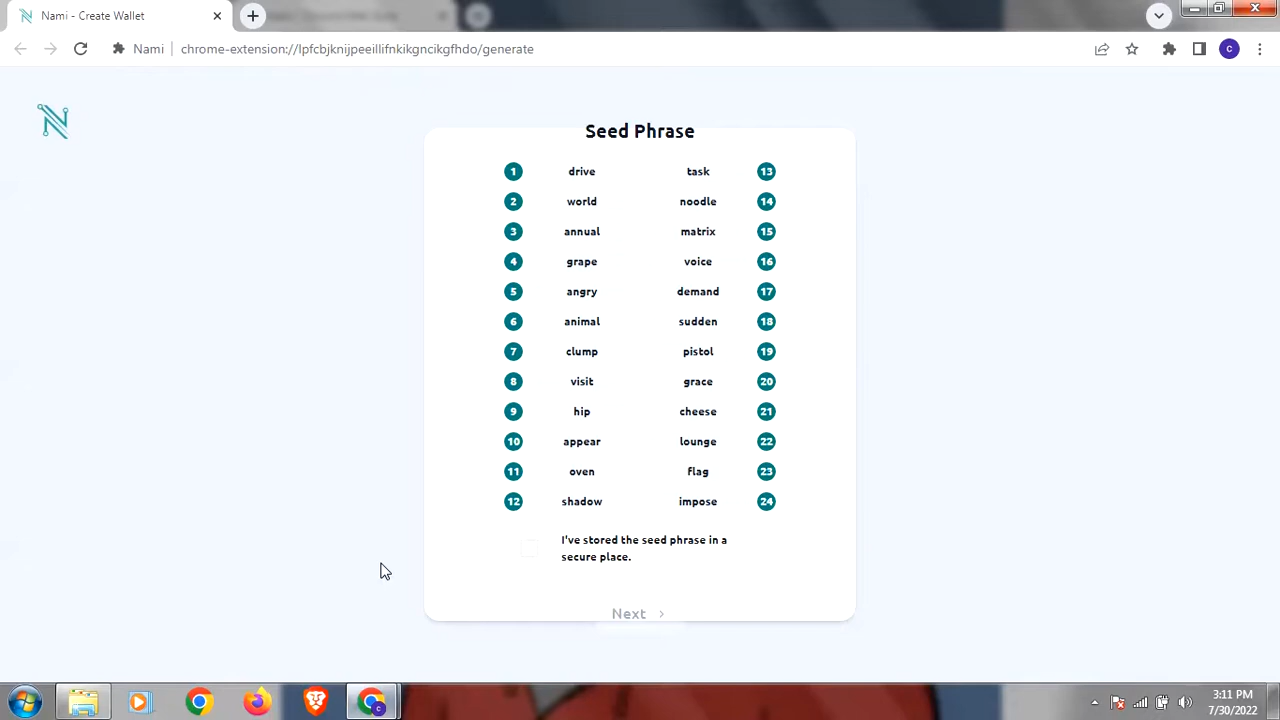 Nami - Create Wallet
Nami | chrome-extension://lpfcbjknijpeeillifnkikgncikgfhdo/generate
C
N
Seed Phrase
1 drive task 13
2 world noodle 14
3 annual matrix 15
4 grape voice 16
5 angry demand 17
6 animal sudden 18
7 clump pistol 19
8 visit grace 20
9 hip cheese 21
10 appear lounge 22
11 oven flag 23
12 shadow impose 24
I've stored the seed phrase in a
secure place.
Next >
3:11 PM
7/30/2022